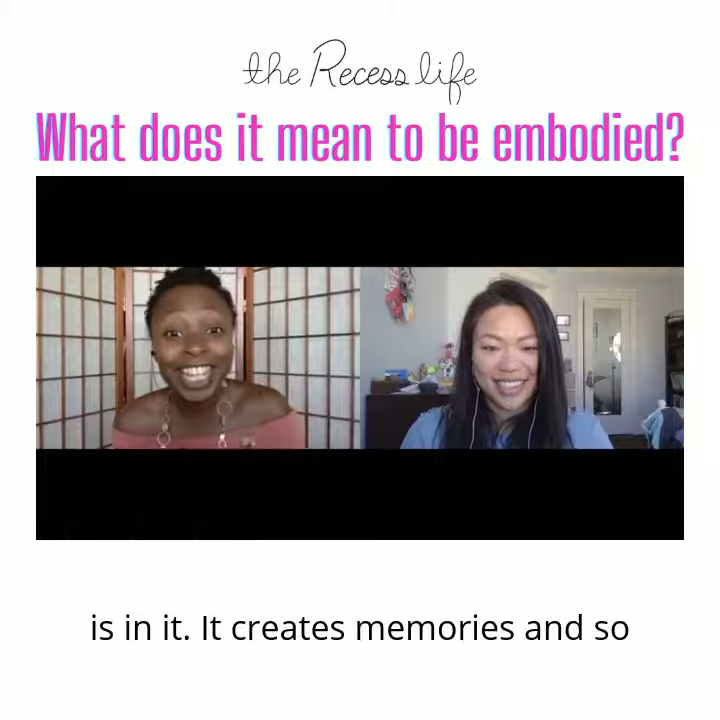 the Recess life
What does it mean to be embodied?
is in it. It creates memories and so